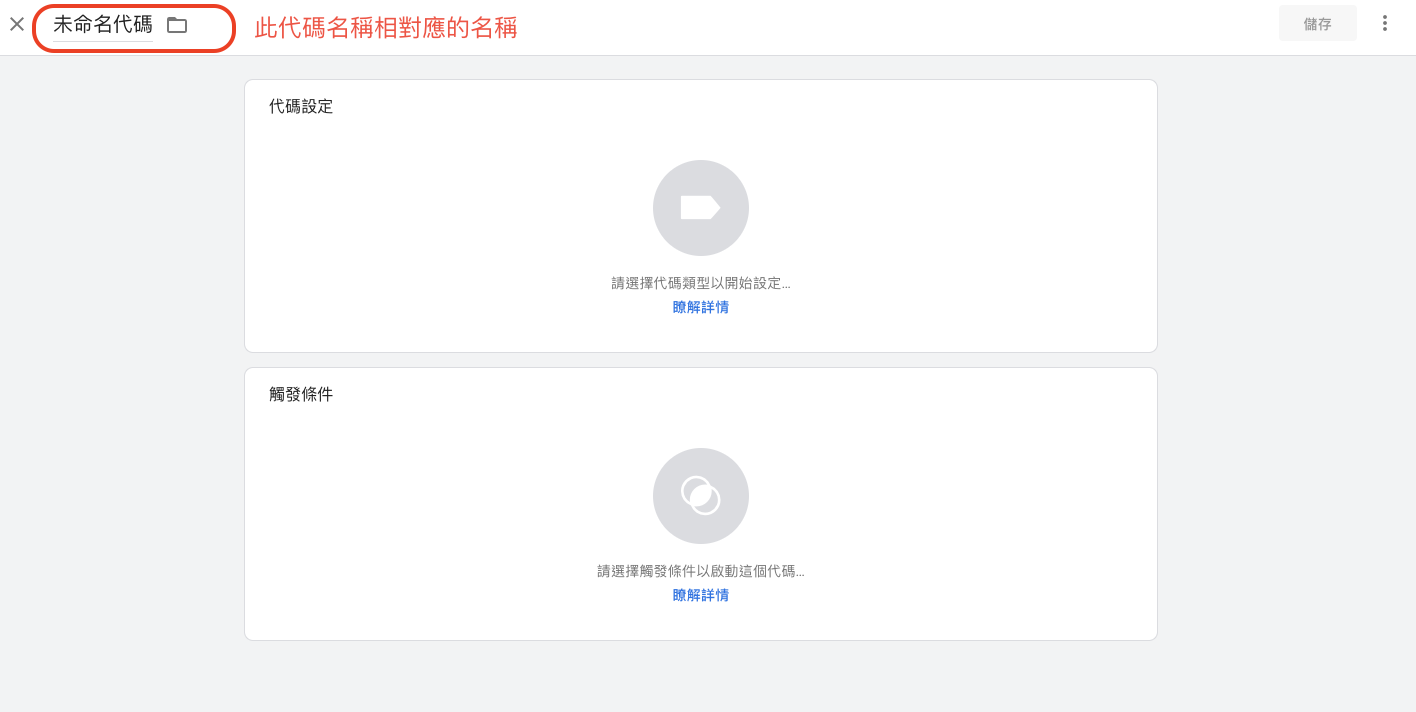 未命名代碼
此代碼名稱相對應的名稱
儲存
代碼設定
請選擇代碼類型以開始設定...
瞭解詳情
觸發條件
請選擇觸發條件以啟動這個代碼...
瞭解詳情